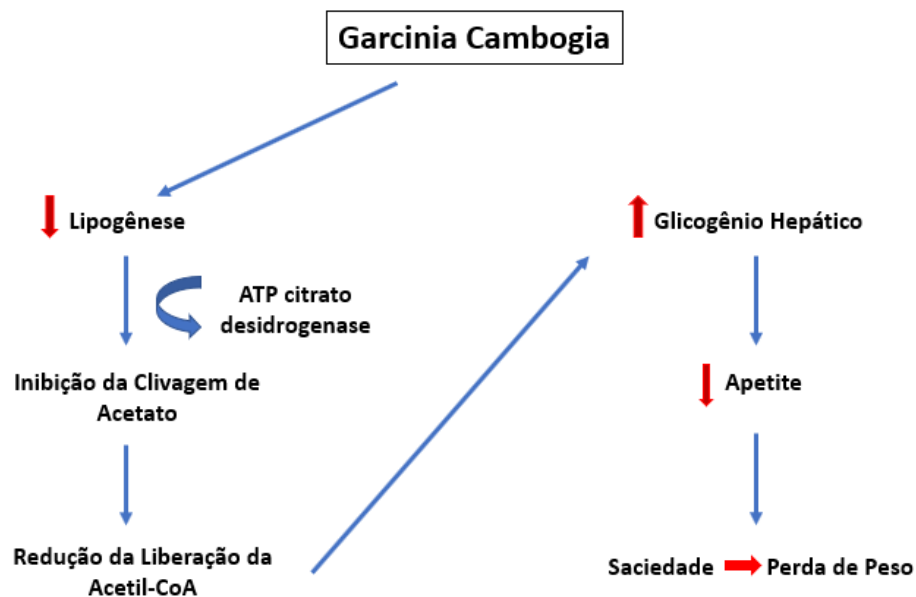 Garcinia Cambogia
Lipogênese
ATP citrato
desidrogenase
Inibição da Clivagem de
Acetato
Redução da Liberação da
Acetil-CoA
Glicogênio Hepático
Apetite
Saciedade
Perda de Peso